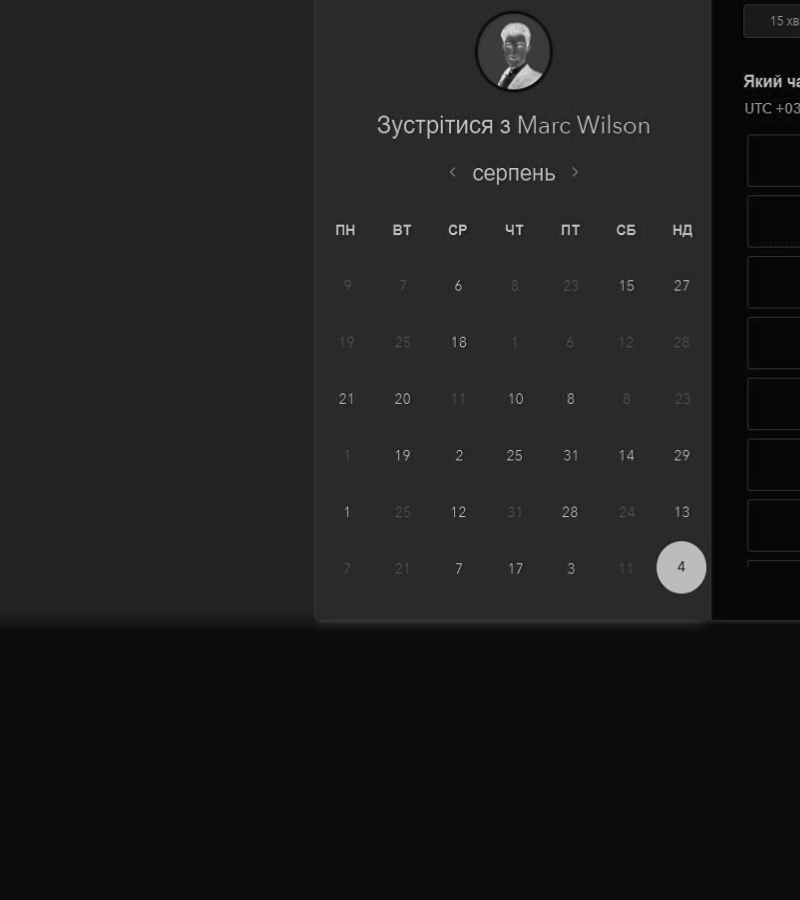 15 хв
Який ча
UTC +03
Зустрітися з Marc Wilson
серпень
ПН ВТ СР ЧТ ПТ СБ НД
9 7 6 8 23 15 27
19 25 18 1 6 12 28
21 20 11 10 8 8 23
1 19 2 25 31 14 29
1 25 12 31 28 24 13
7 21 7 17 3 11 4